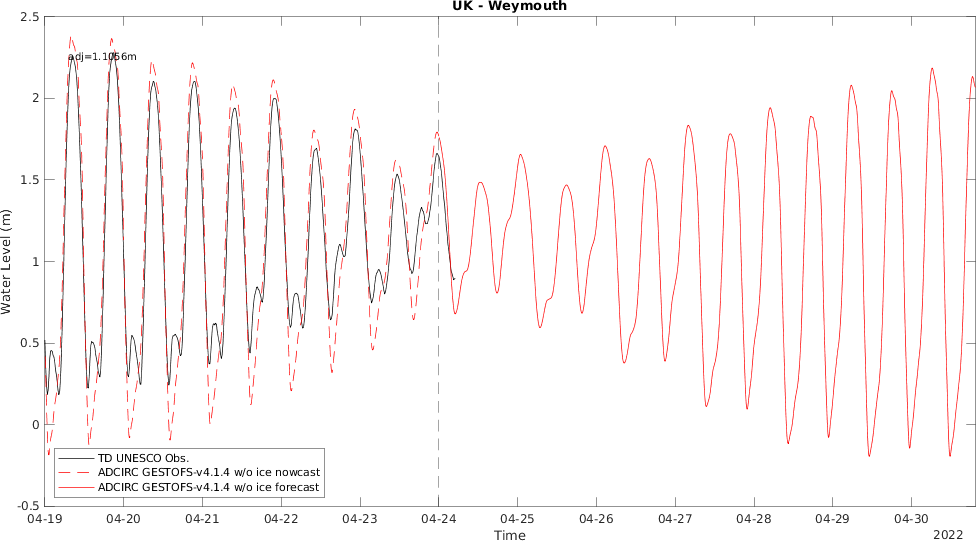 UK - Weymouth
2.5
adj=1.1056m
2
1.5
1
0.5
0
-0.5
Water Level (m)
TD UNESCO Obs.
ADCIRC GESTOFS-v4.1.4 w/o ice nowcast
ADCIRC GESTOFS-v4.1.4 w/o ice forecast
04-19 04-20 04-21 04-22 04-23 04-24 04-25 04-26 04-27 04-28 04-29 04-30
Time
2022